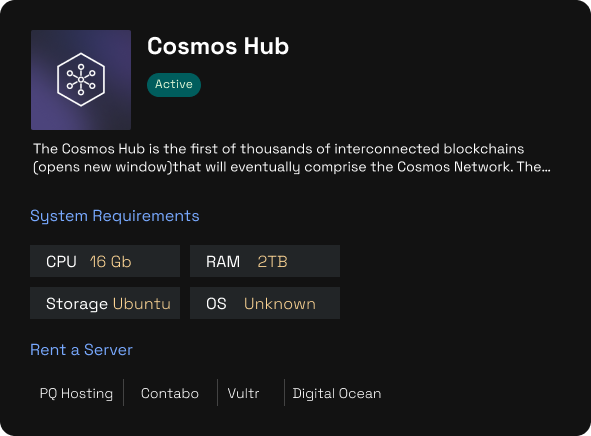 Cosmos Hub
Active
The Cosmos Hub is the first of thousands of interconnected blockchains
(opens new window)that will eventually comprise the Cosmos Network. The...
System Requirements
CPU 16 Gb RAM 2TB
Storage Ubuntu OS Unknown
Rent a Server
PQ Hosting Contabo Vultr Digital Ocean